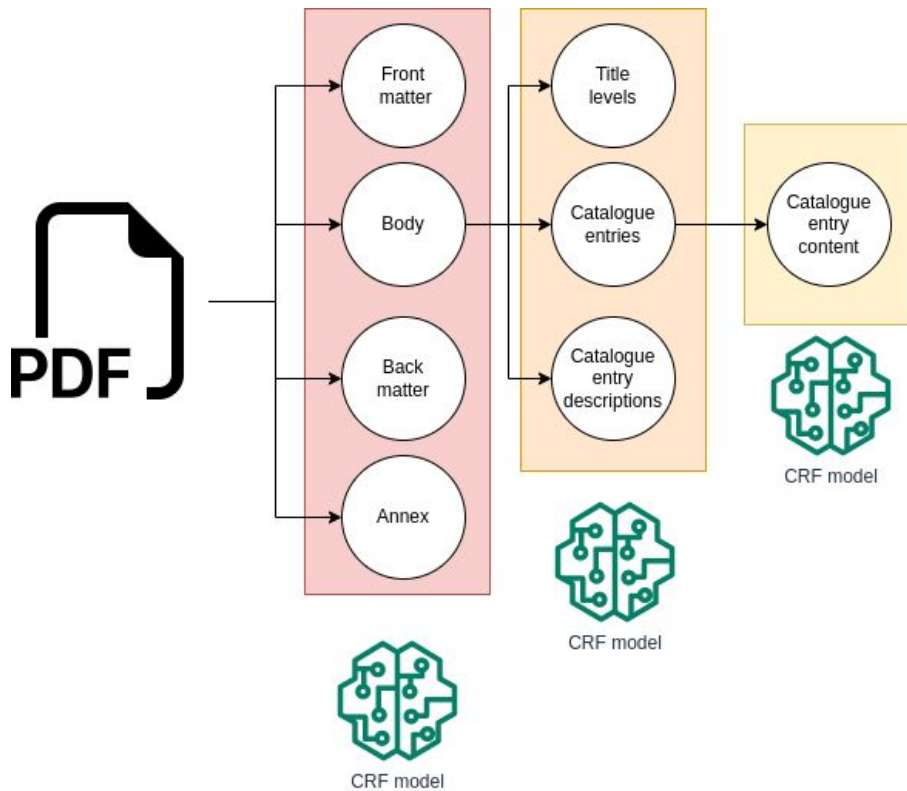 PDF
Front
matter
Body
Back
matter
Annex
CRF model
Title
levels
Catalogue
entries
Catalogue
entry
descriptions
CRF model
Catalogue
entry
content
CRF model